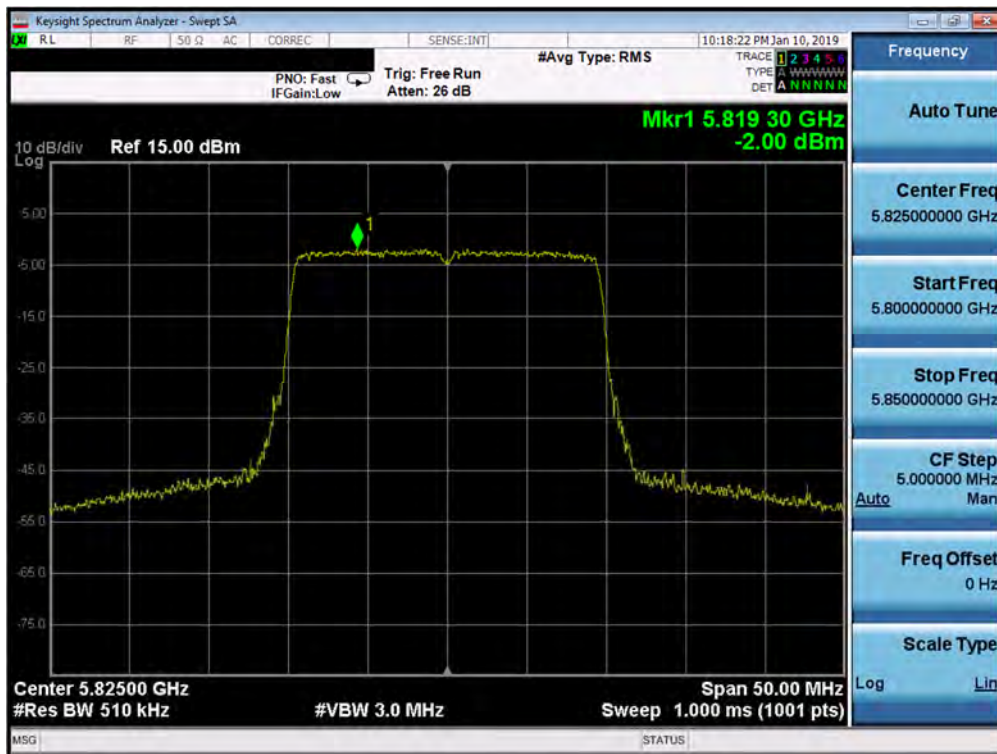 Keysight Spectrum Analyzer - Swept SA
LXI RL RF 50 Ω AC CORREC SENSE:INT 10:18:22 PM Jan 10, 2019
#Avg Type: RMS
TRACE 1 2 3 4 5 6
PNO: Fast Trig: Free Run
TYPE A WWWWW
IFGain:Low Atten: 26 dB
DET A N N N N N
Mkr1 5.819 30 GHz
-2.00 dBm
10 dB/div Ref 15.00 dBm
Log
1
-5.00
-5.00
-15.0
-25.0
-35.0
-45.0
-55.0
-65.0
-75.0
Center 5.82500 GHz Span 50.00 MHz
#Res BW 510 kHz #VBW 3.0 MHz Sweep 1.000 ms (1001 pts)
MSG STATUS
Frequency
Auto Tune
Center Freq
5.825000000 GHz
Start Freq
5.800000000 GHz
Stop Freq
5.850000000 GHz
CF Step
5.000000 MHz
Auto Man
Freq Offset
0 Hz
Scale Type
Log Lin